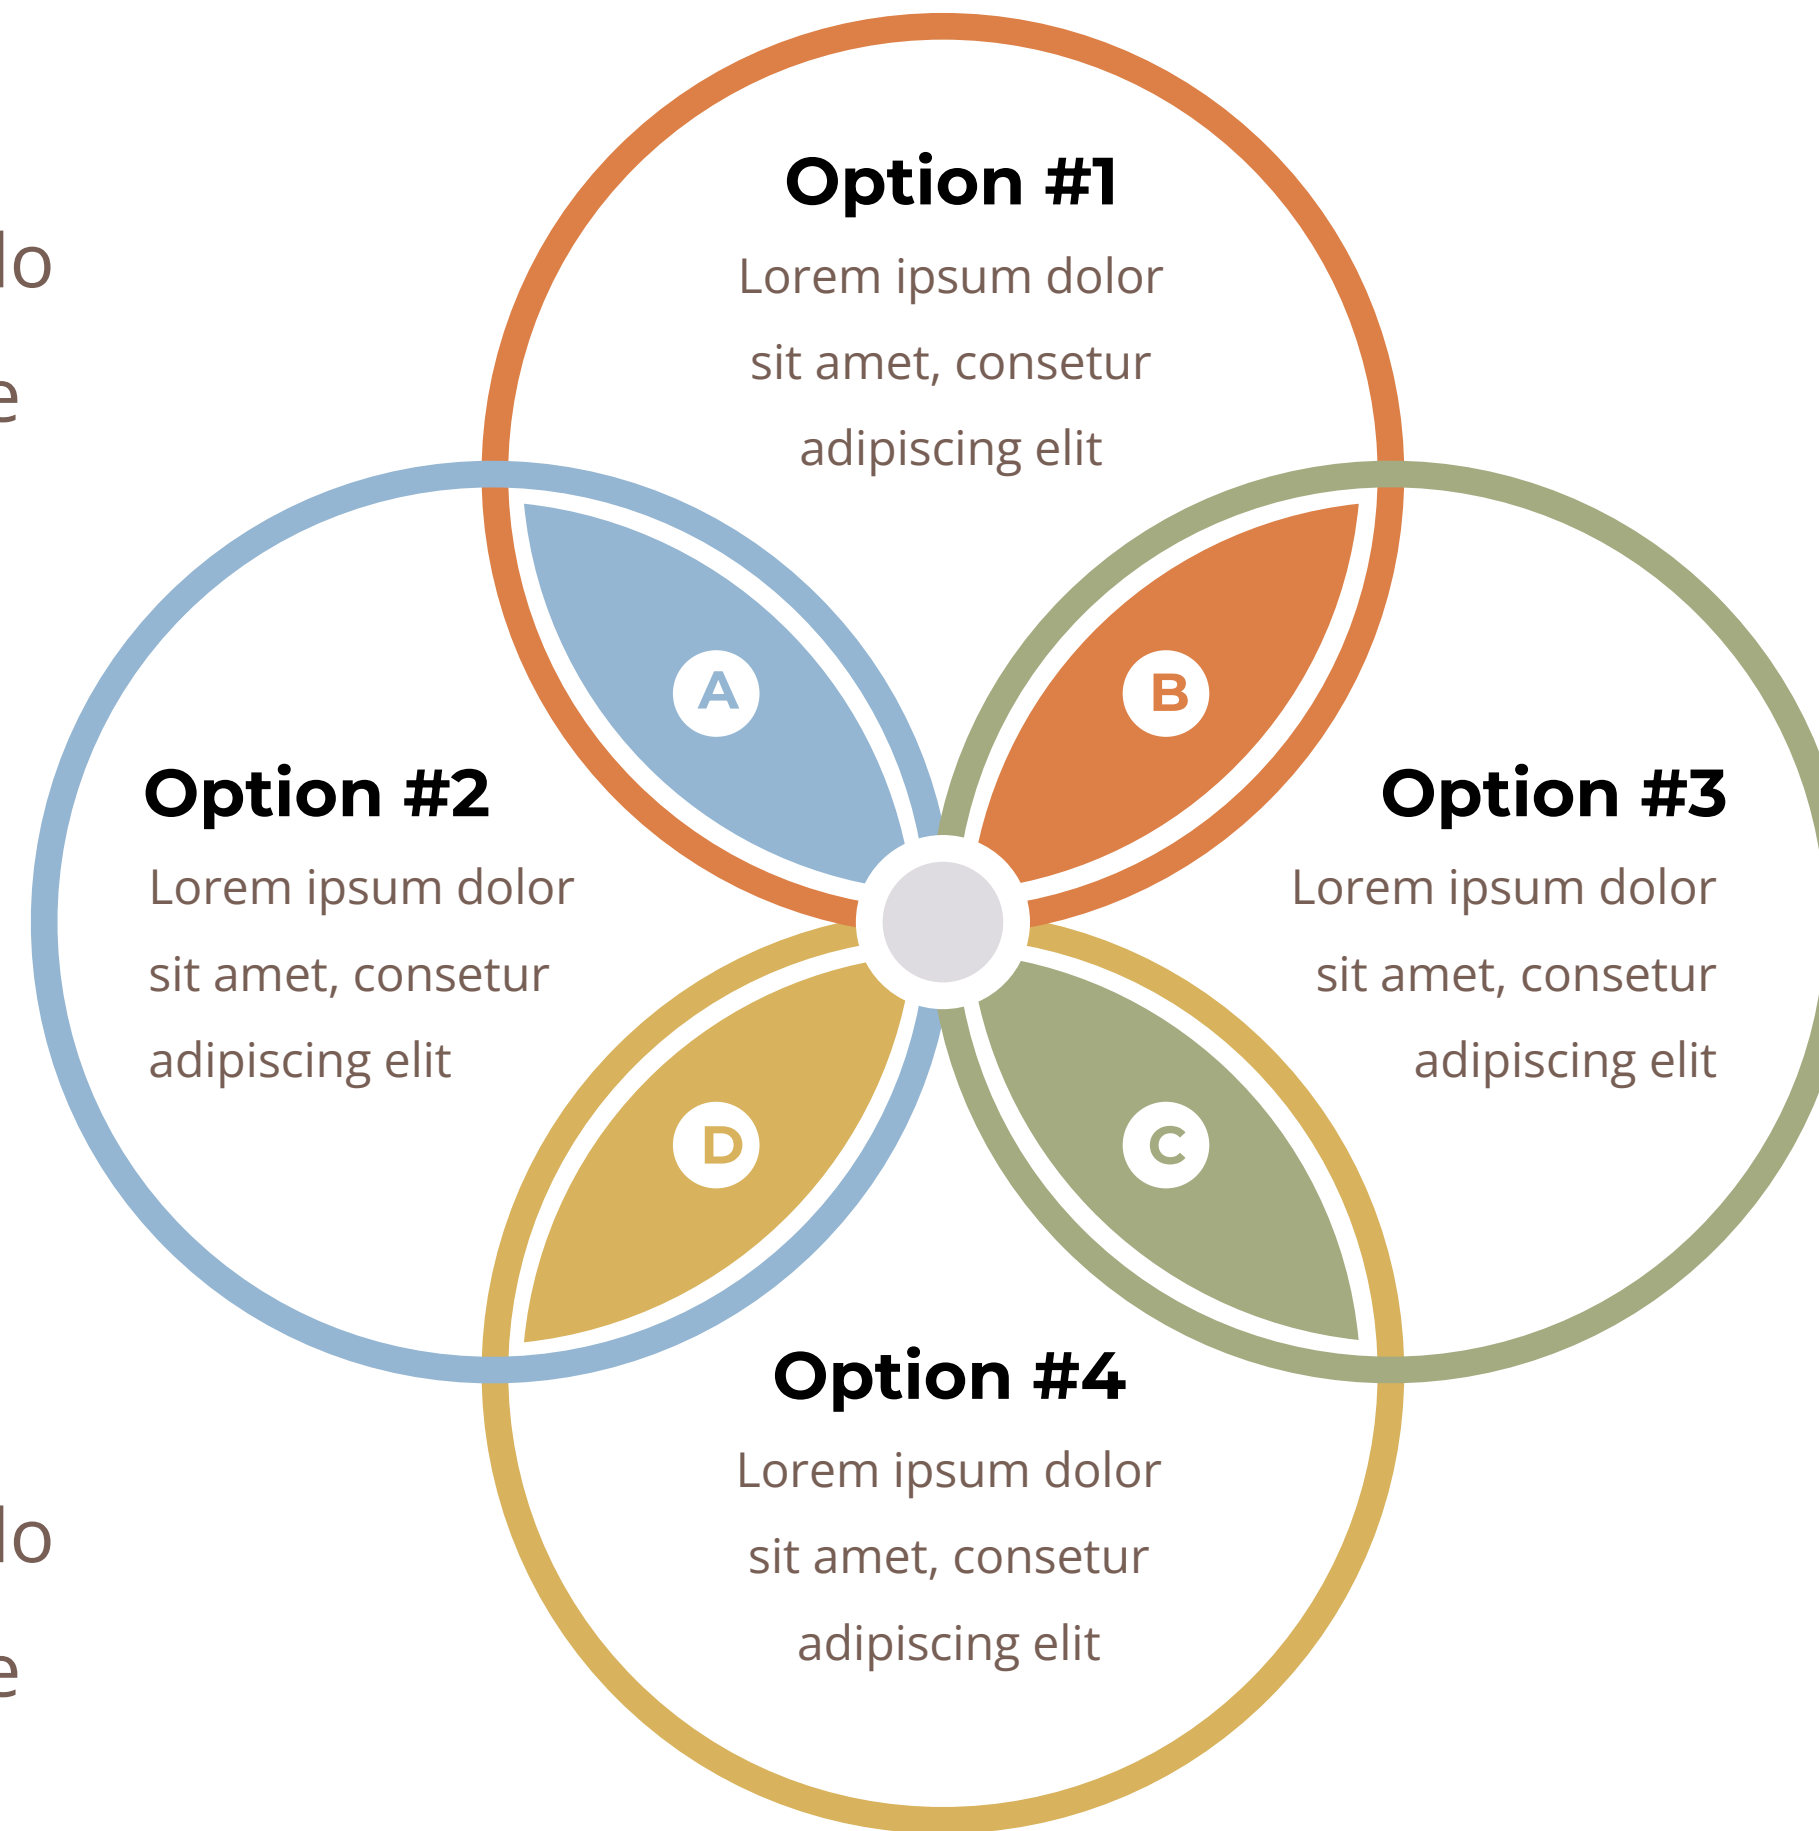 Option #1
Lorem ipsum dolor
sit amet, consetur
adipiscing elit
lo
e
A
B
Option #2
Lorem ipsum dolor
sit amet, consetur
adipiscing elit
Option #3
Lorem ipsum dolor
sit amet, consetur
adipiscing elit
D
C
Option #4
Lorem ipsum dolor
sit amet, consetur
adipiscing elit
lo
e